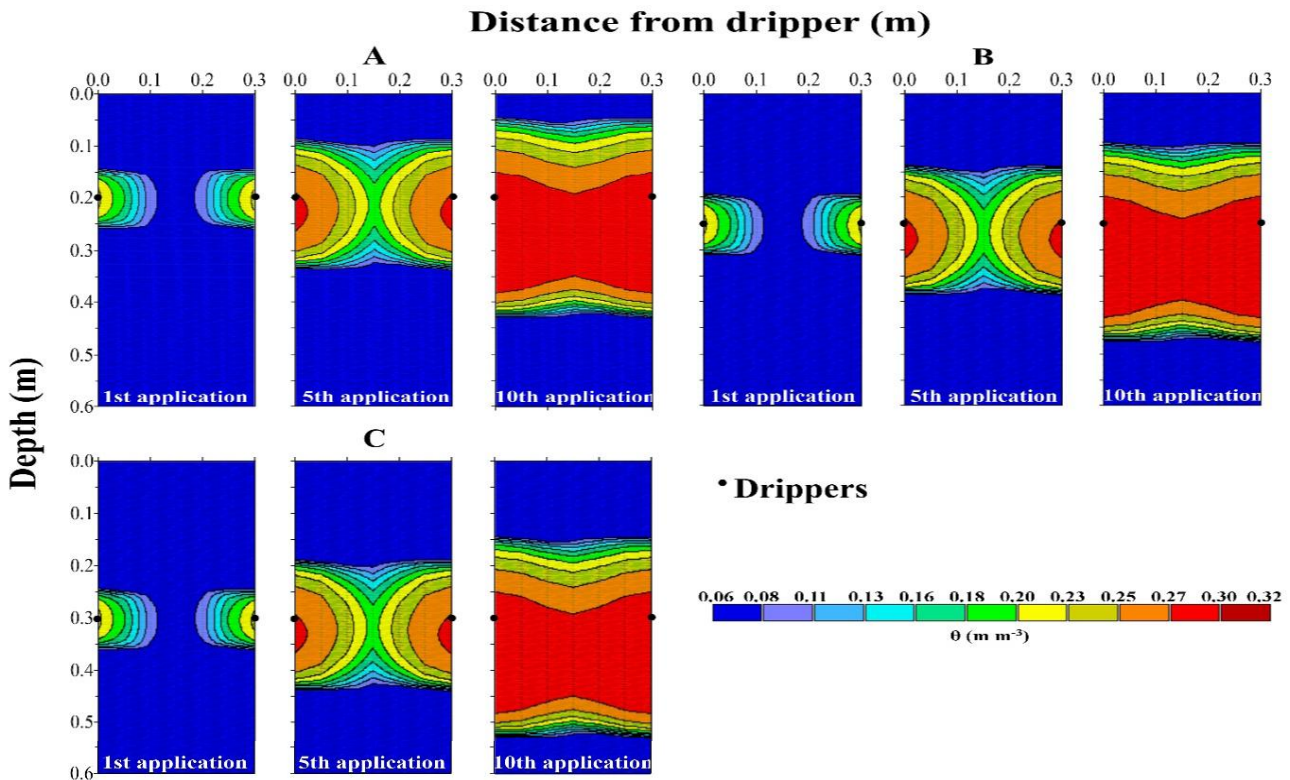 Distance from dripper (m)
A
B
0.0 0.1 0.2 0.3 0.0 0.1 0.2 0.3 0.0 0.1 0.2 0.3 0.0 0.1 0.2 0.3 0.0 0.1 0.2 0.3 0.0 0.1 0.2 0.3
0.0
0.1
0.2
0.3
0.4
0.5
0.6
1st application 5th application 10th application 1st application 5th application 10th application
Depth (m)
C
0.0
0.1
0.2
0.3
0.4
0.5
0.6
1st application 5th application 10th application
Drippers
0.06 0.08 0.11 0.13 0.16 0.18 0.20 0.23 0.25 0.27 0.30 0.32
θ (m m⁻³)